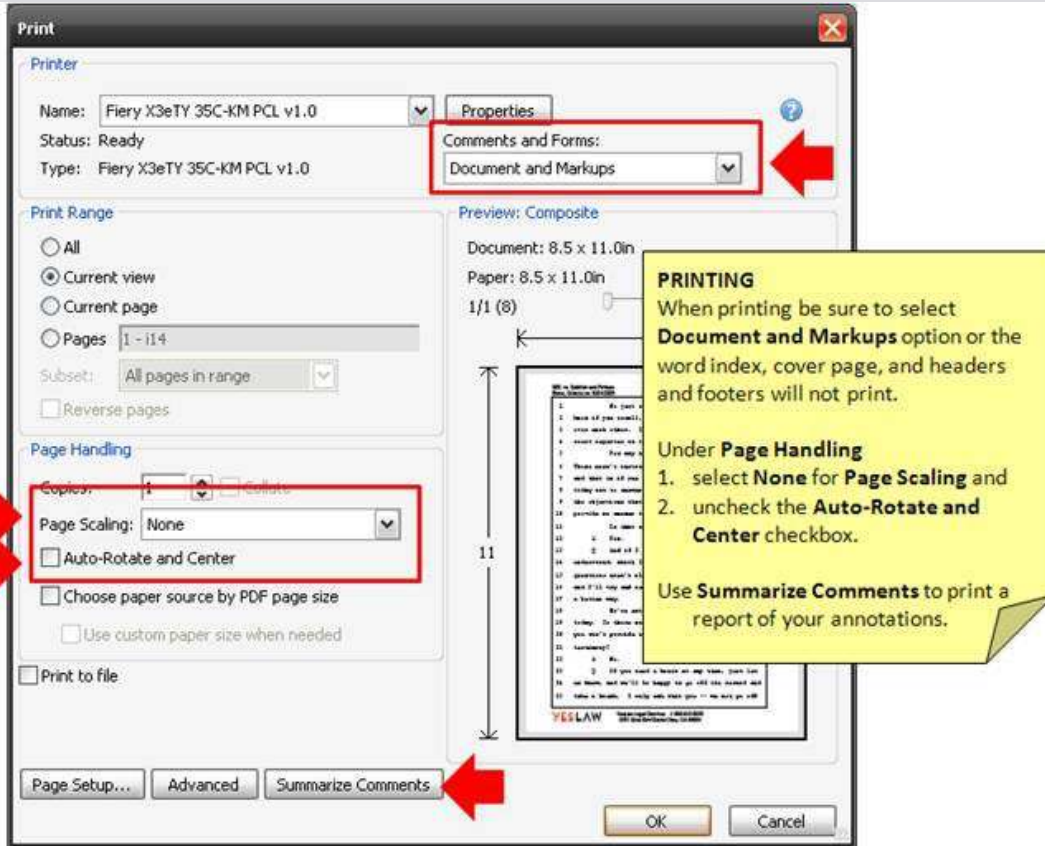 Print
Printer
Name: Fiery X3eTY 35C-KM PCL v1.0 Properties
Status: Ready Comments and Forms:
Type: Fiery X3eTY 35C-KM PCL v1.0 Document and Markups
Print Range
All
Current view
Current page
Pages 1 - i14
Subset: All pages in range
Reverse pages
Page Handling
Copies: 1 Collate
Page Scaling: None
Auto-Rotate and Center
Choose paper source by PDF page size
Use custom paper size when needed
Print to file
Preview: Composite
Document: 8.5 x 11.0in
Paper: 8.5 x 11.0in
1/1 (8)
11
YESLAW
PRINTING
When printing be sure to select
Document and Markups option or the
word index, cover page, and headers
and footers will not print.
Under Page Handling
1. select None for Page Scaling and
2. uncheck the Auto-Rotate and
Center checkbox.
Use Summarize Comments to print a
report of your annotations.
Page Setup... Advanced Summarize Comments
OK Cancel